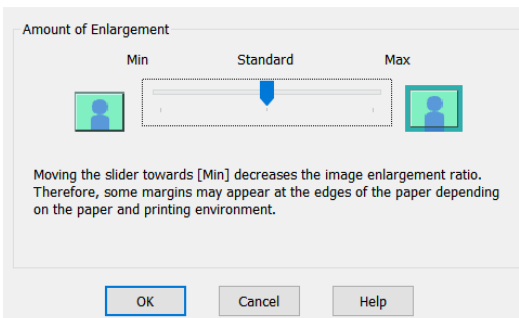 Amount of Enlargement
Min Standard Max
Moving the slider towards [Min] decreases the image enlargement ratio.
Therefore, some margins may appear at the edges of the paper depending
on the paper and printing environment.
OK Cancel Help